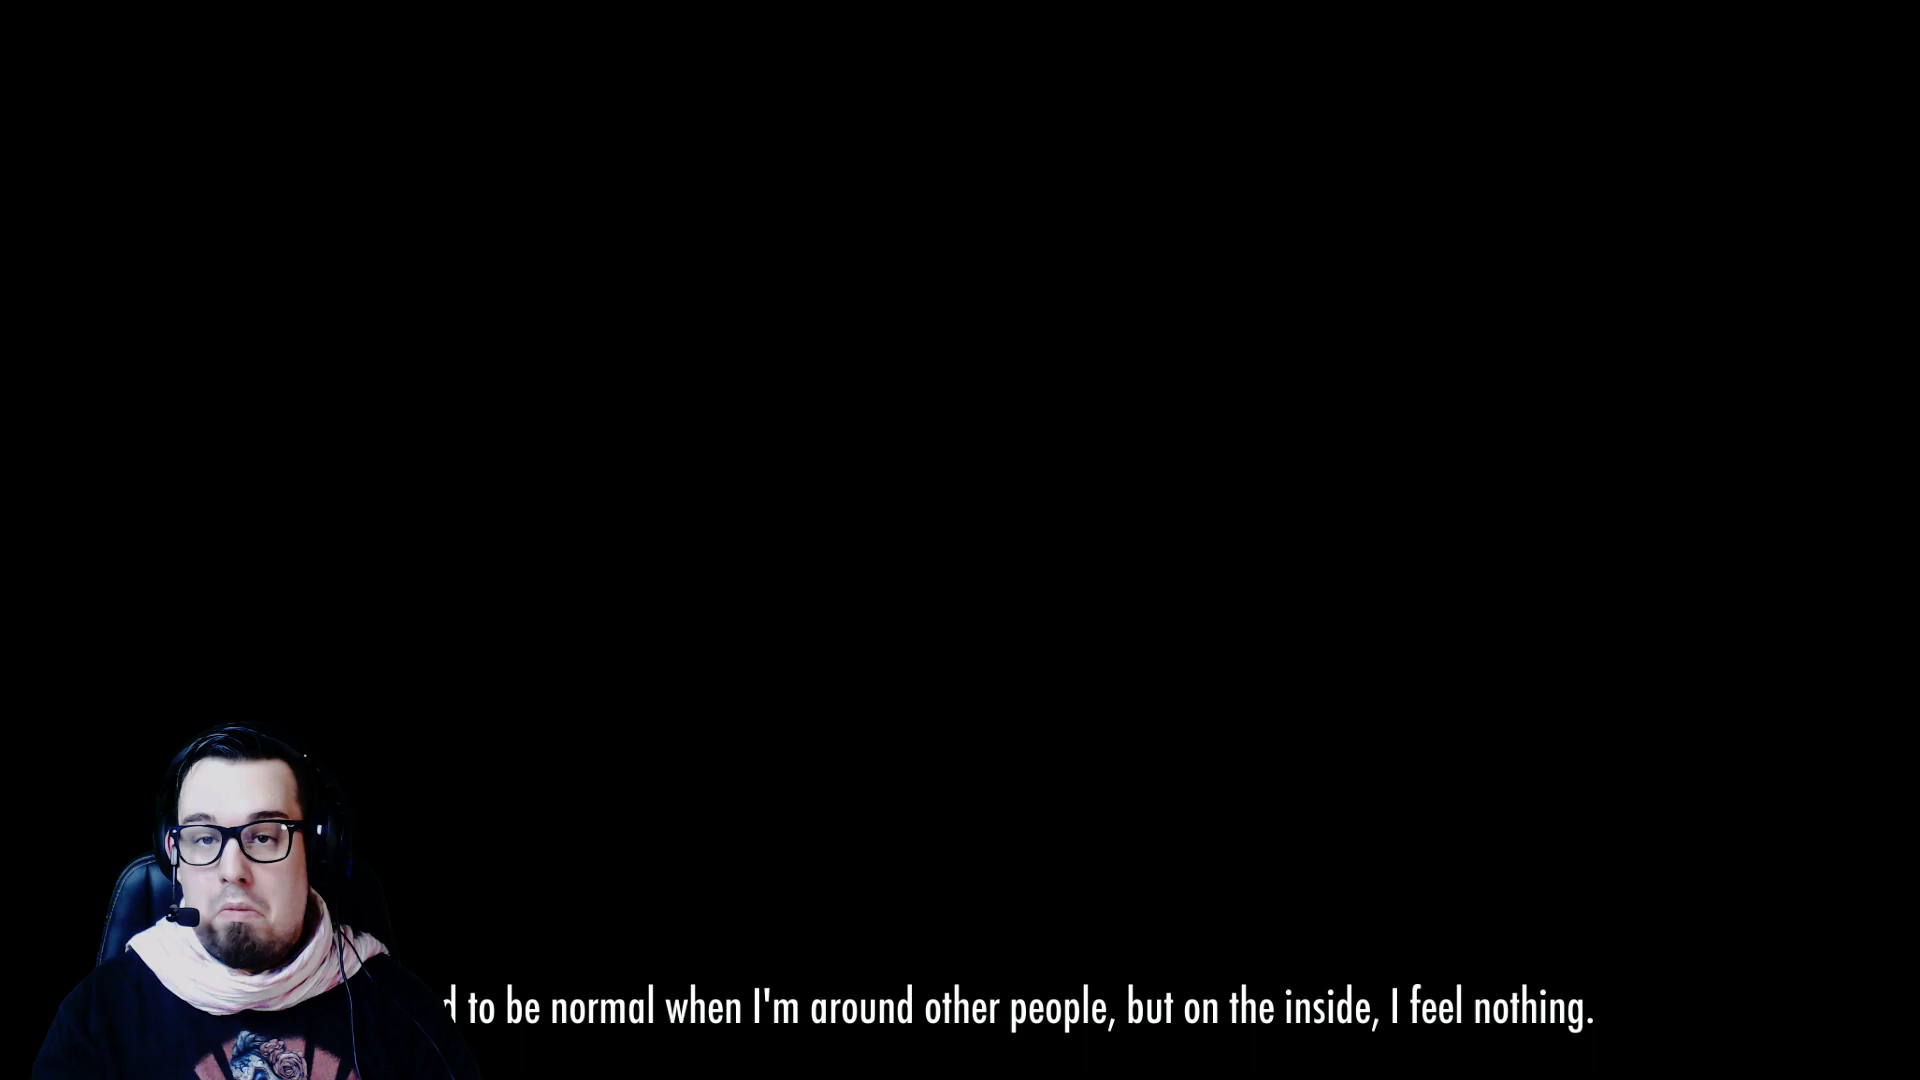 to be normal when I'm around other people, but on the inside, I feel nothing.